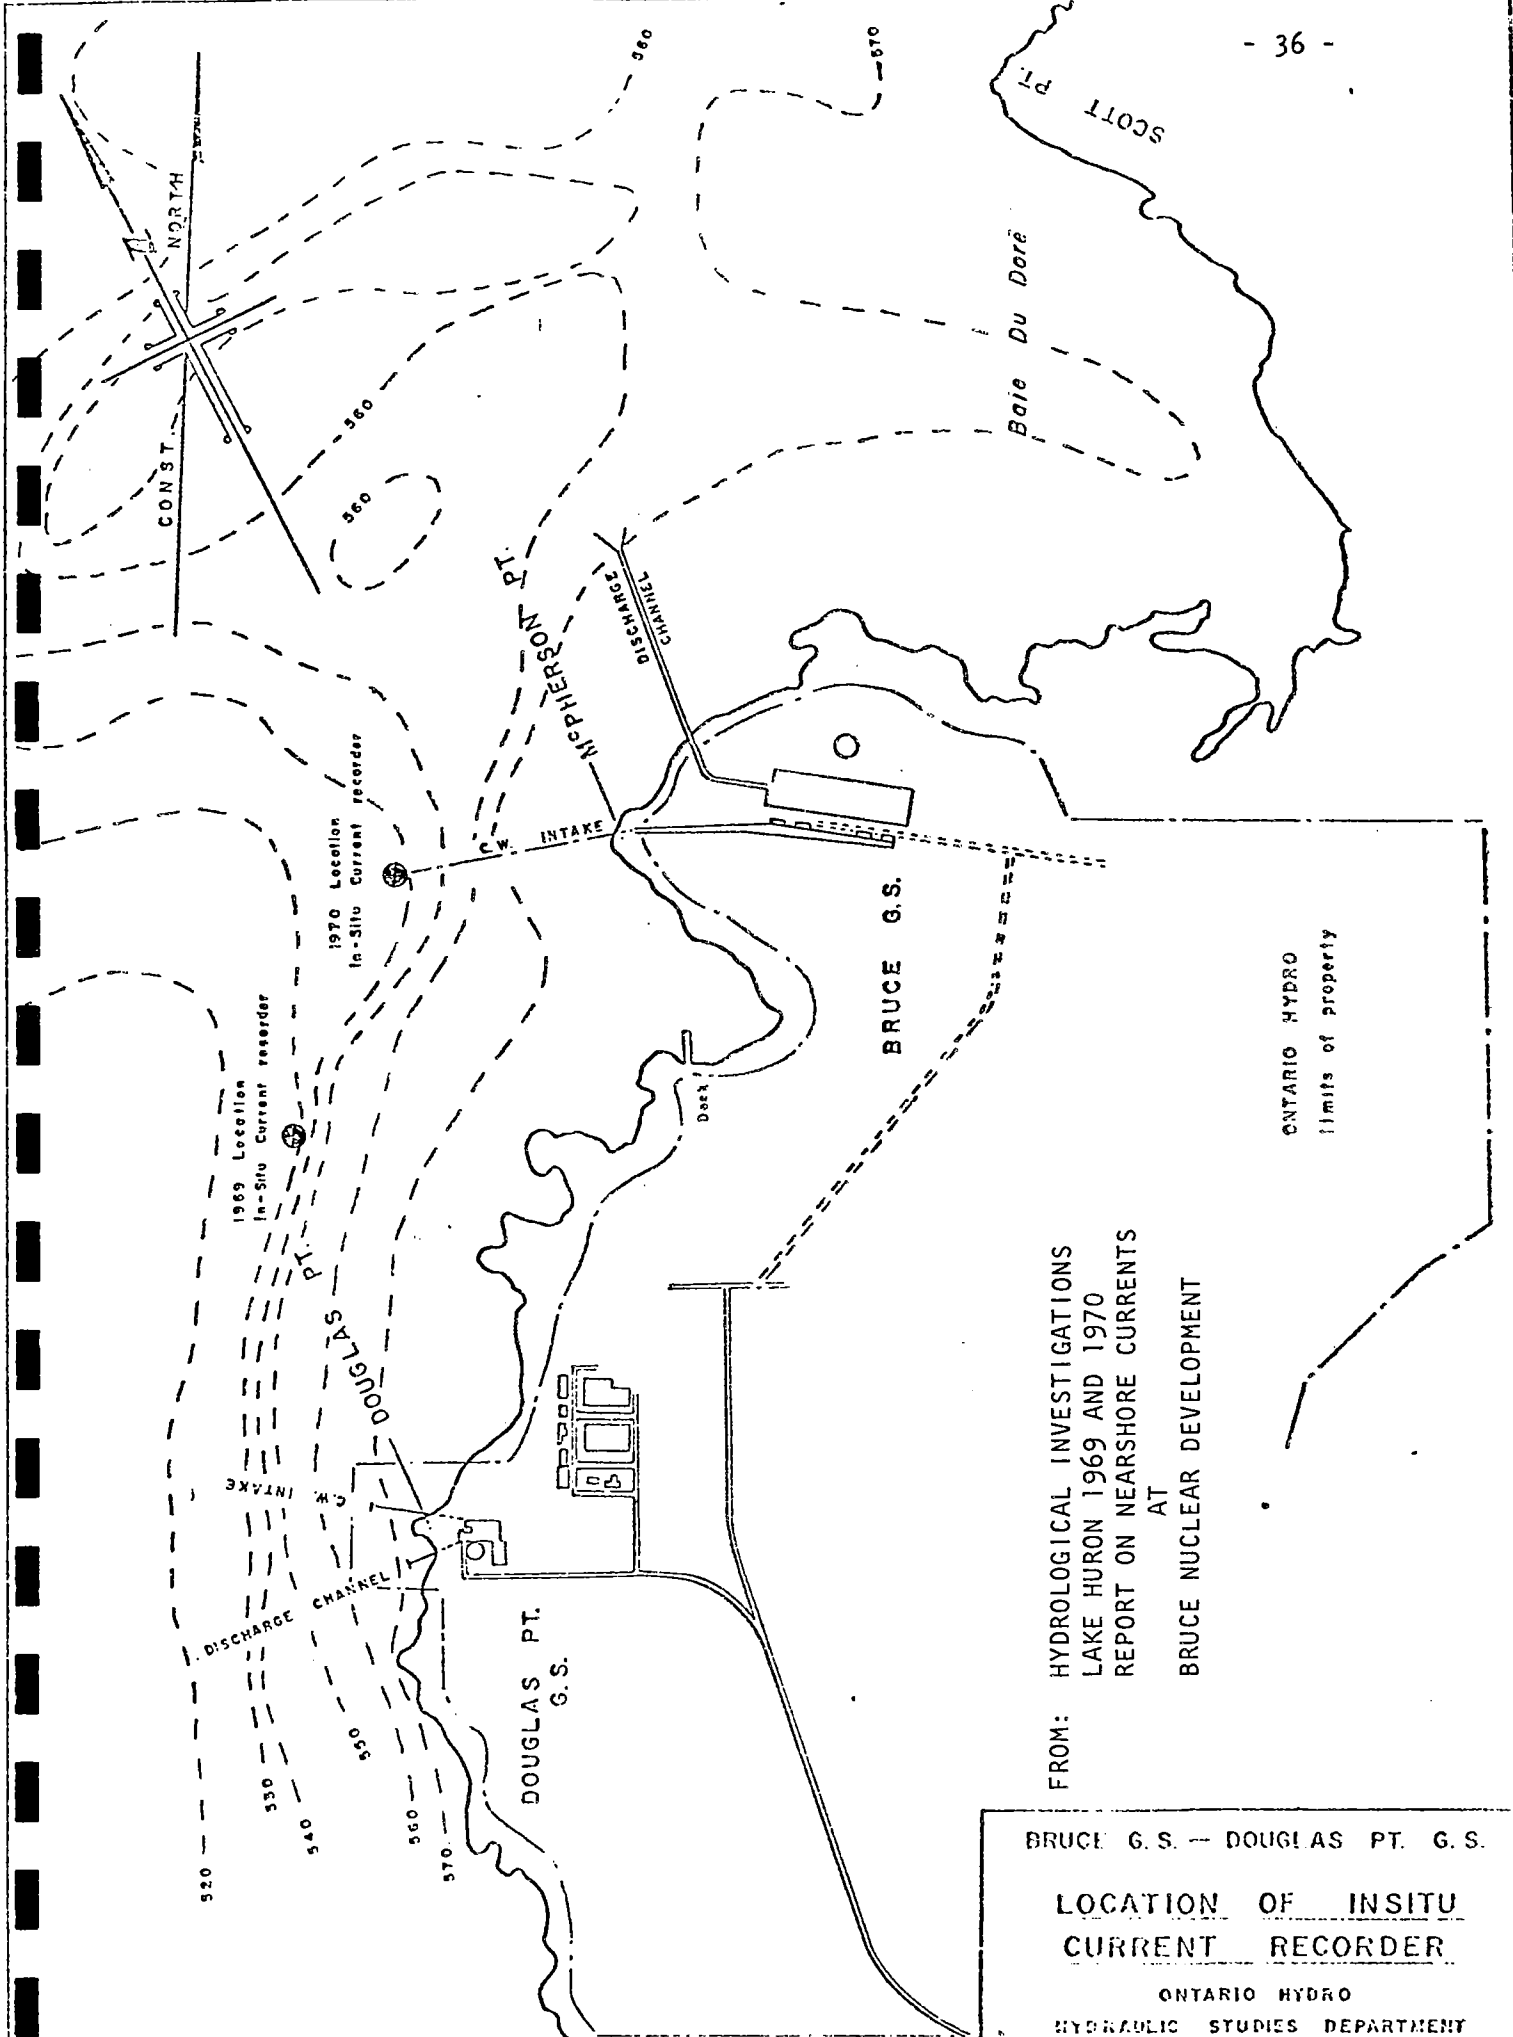 - 36 -
SCOTT PT.
560
570
NORTH
CONST.
560
560
Baie Du Doré
McPHERSON PT.
DISCHARGE
CHANNEL
1970 Location
In-Situ Current recorder
C.W. INTAKE
1969 Location
In-Situ Current recorder
BRUCE G.S.
Dock
ONTARIO HYDRO
limits of property
DOUGLAS PT.
C.W. INTAKE
DISCHARGE CHANNEL
DOUGLAS PT.
G.S.
520
530
540
550
560
570
FROM: HYDROLOGICAL INVESTIGATIONS
LAKE HURON 1969 AND 1970
REPORT ON NEARSHORE CURRENTS
AT
BRUCE NUCLEAR DEVELOPMENT
BRUCE G.S. -- DOUGLAS PT. G.S.
LOCATION OF INSITU
CURRENT RECORDER
ONTARIO HYDRO
HYDRAULIC STUDIES DEPARTMENT